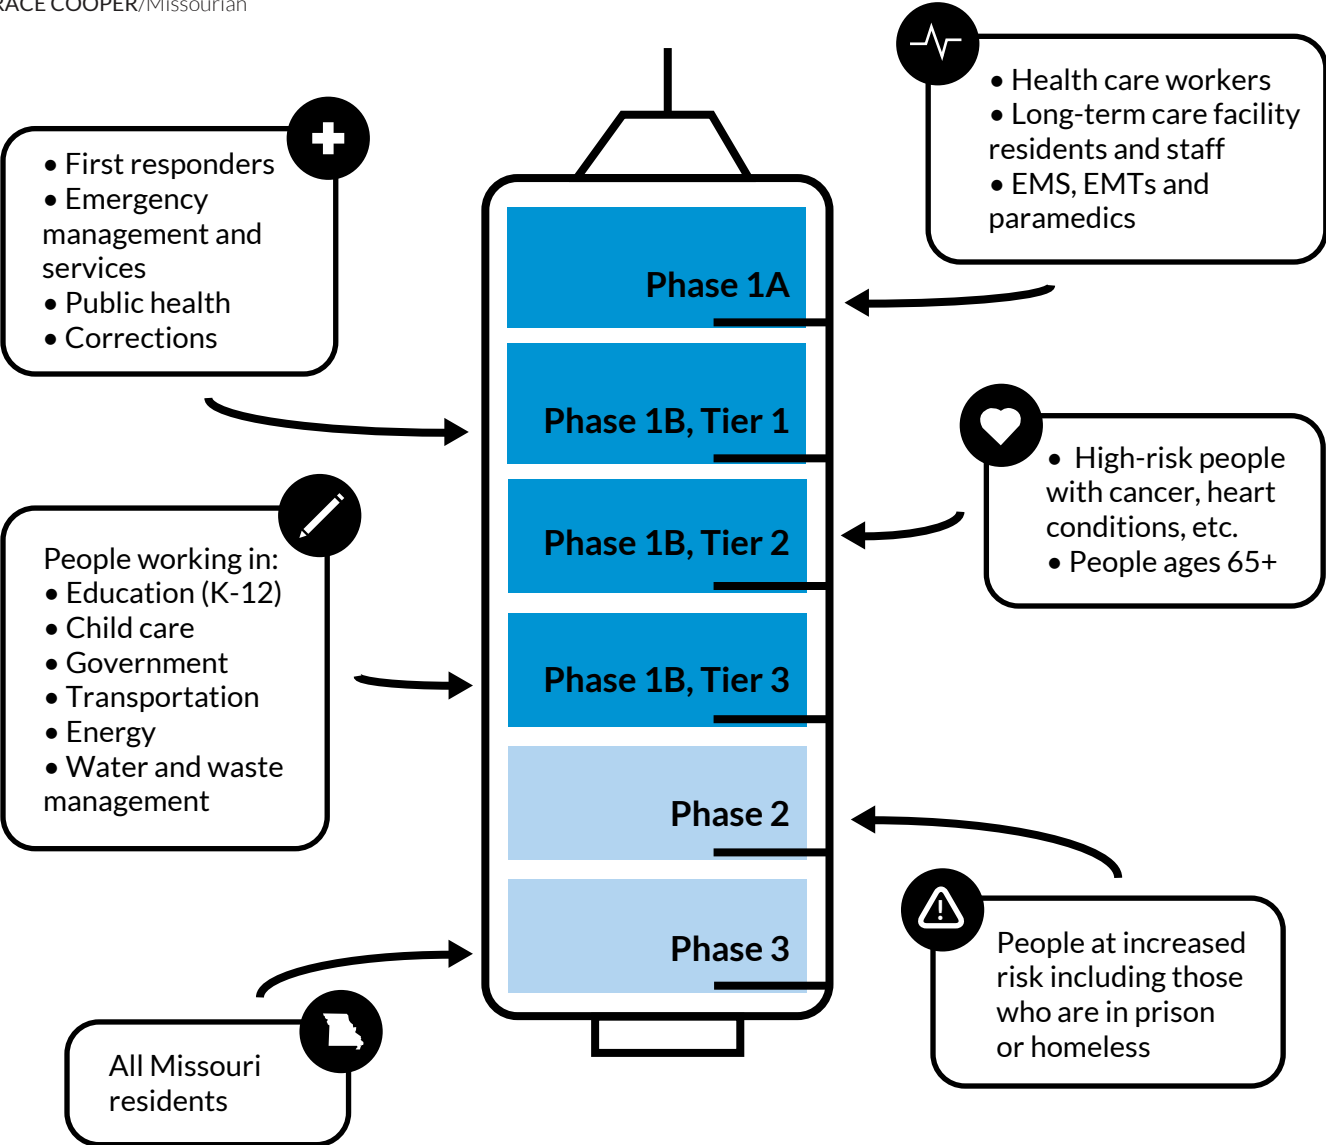 COOPER/Missourian
• First responders
• Emergency
management and
services
• Public health
• Corrections
• Health care workers
• Long-term care facility
residents and staff
• EMS, EMTs and
paramedics
Phase 1A
Phase 1B, Tier 1
Phase 1B, Tier 2
Phase 1B, Tier 3
Phase 2
Phase 3
• High-risk people
with cancer, heart
conditions, etc.
• People ages 65+
People working in:
• Education (K-12)
• Child care
• Government
• Transportation
• Energy
• Water and waste
management
People at increased
risk including those
who are in prison
or homeless
All Missouri
residents